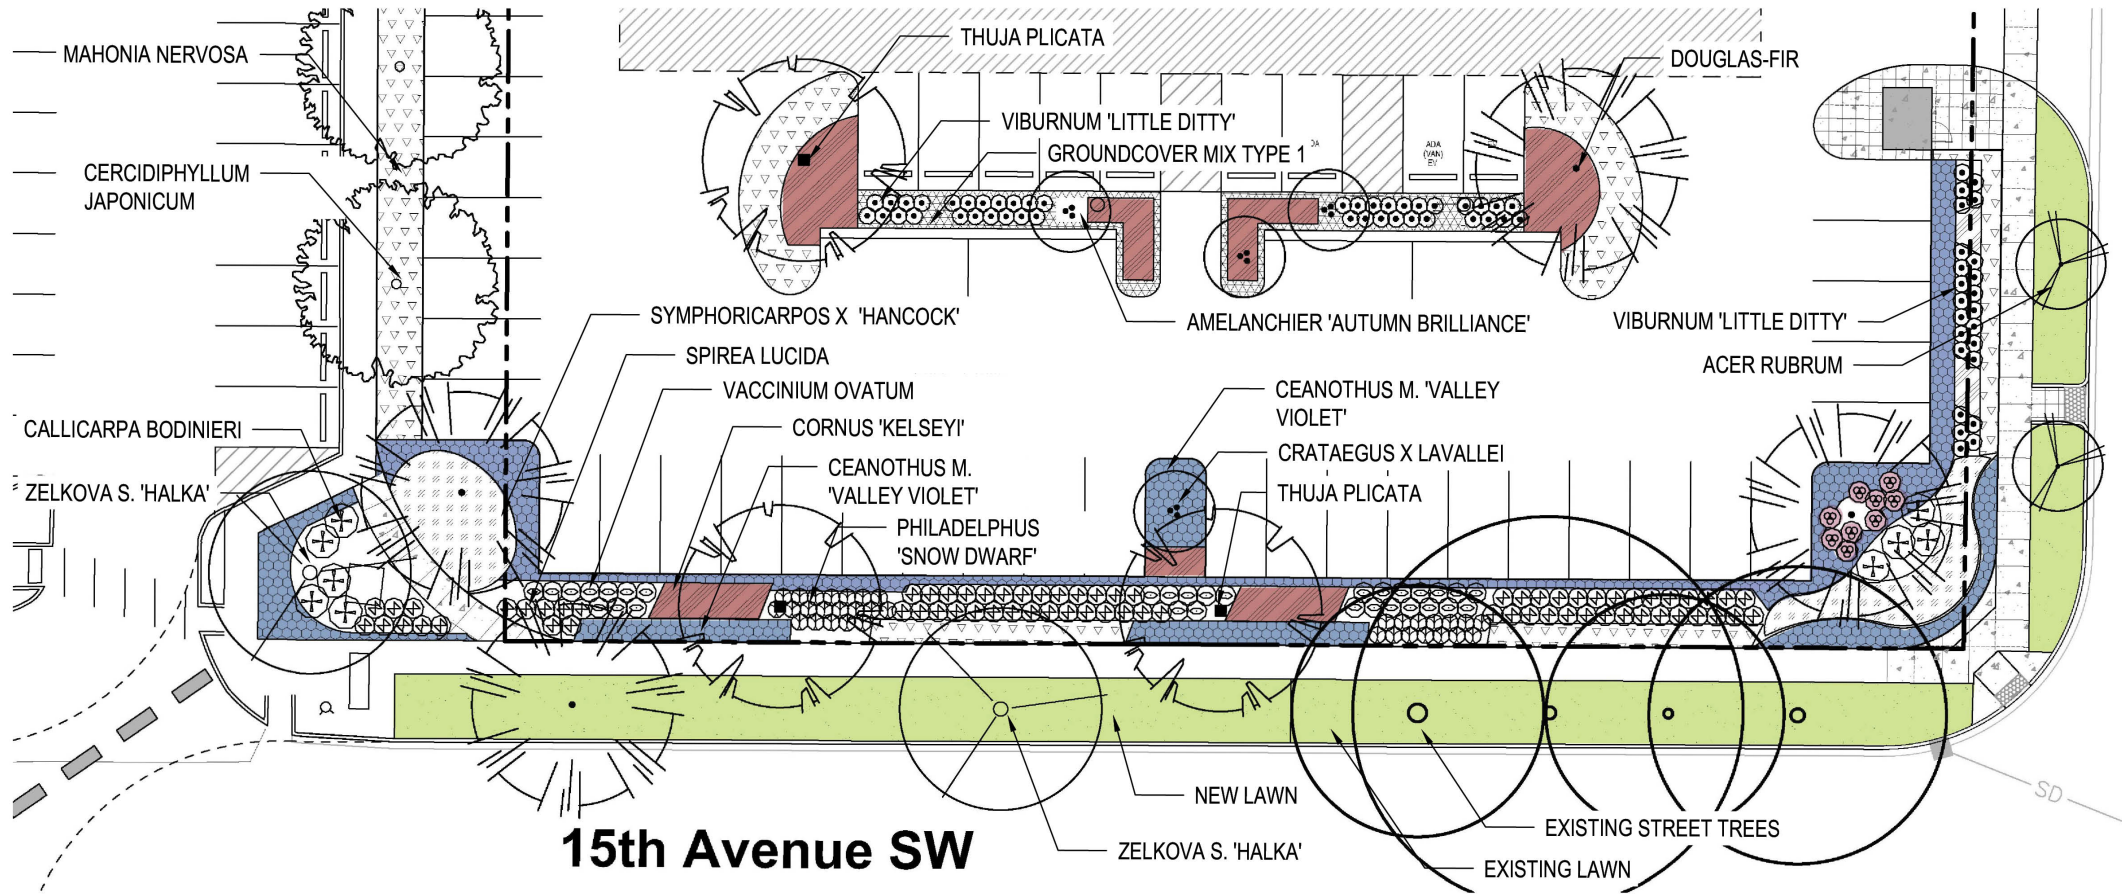 THUJA PLICATA
DOUGLAS-FIR
MAHONIA NERVOSA
VIBURNUM 'LITTLE DITTY'
GROUNDCOVER MIX TYPE 1
ADA
(VAN)
EV
CERCIDIPHYLLUM
JAPONICUM
SYMPHORICARPOS X 'HANCOCK'
AMELANCHIER 'AUTUMN BRILLIANCE'
VIBURNUM 'LITTLE DITTY'
SPIREA LUCIDA
ACER RUBRUM
VACCINIUM OVATUM
CEANOTHUS M. 'VALLEY
VIOLET'
CALLICARPA BODINIERI
CORNUS 'KELSEYI'
CRATAEGUS X LAVALLEI
CEANOTHUS M.
'VALLEY VIOLET'
ZELKOVA S. 'HALKA'
THUJA PLICATA
PHILADELPHUS
'SNOW DWARF'
NEW LAWN
SD
EXISTING STREET TREES
15th Avenue SW
ZELKOVA S. 'HALKA'
EXISTING LAWN